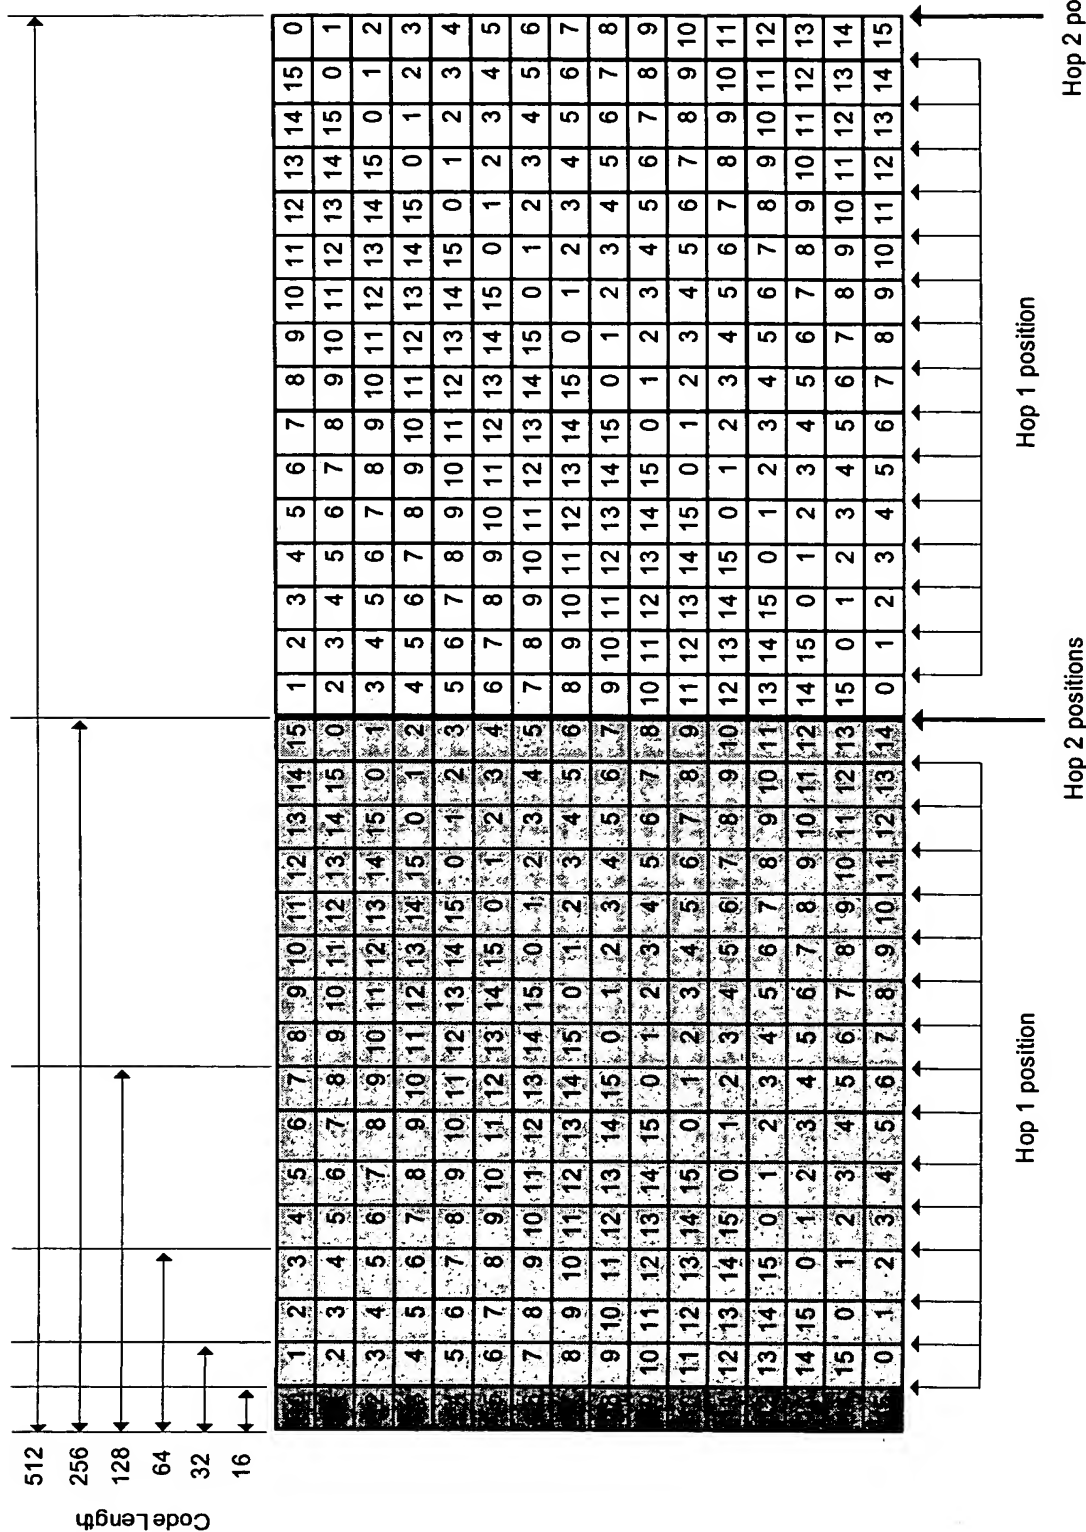 Code Length
512
256
128
64
32
16
1 2 3 4 5 6 7 8 9 10 11 12 13 14 15 1 2 3 4 5 6 7 8 9 10 11 12 13 14 15 0
2 3 4 5 6 7 8 9 10 11 12 13 14 15 0 2 3 4 5 6 7 8 9 10 11 12 13 14 15 0 1
3 4 5 6 7 8 9 10 11 12 13 14 15 0 1 3 4 5 6 7 8 9 10 11 12 13 14 15 0 1 2
4 5 6 7 8 9 10 11 12 13 14 15 0 1 2 4 5 6 7 8 9 10 11 12 13 14 15 0 1 2 3
5 6 7 8 9 10 11 12 13 14 15 0 1 2 3 5 6 7 8 9 10 11 12 13 14 15 0 1 2 3 4
6 7 8 9 10 11 12 13 14 15 0 1 2 3 4 6 7 8 9 10 11 12 13 14 15 0 1 2 3 4 5
7 8 9 10 11 12 13 14 15 0 1 2 3 4 5 7 8 9 10 11 12 13 14 15 0 1 2 3 4 5 6
8 9 10 11 12 13 14 15 0 1 2 3 4 5 6 8 9 10 11 12 13 14 15 0 1 2 3 4 5 6 7
9 10 11 12 13 14 15 0 1 2 3 4 5 6 7 9 10 11 12 13 14 15 0 1 2 3 4 5 6 7 8
10 11 12 13 14 15 0 1 2 3 4 5 6 7 8 10 11 12 13 14 15 0 1 2 3 4 5 6 7 8 9
11 12 13 14 15 0 1 2 3 4 5 6 7 8 9 11 12 13 14 15 0 1 2 3 4 5 6 7 8 9 10
12 13 14 15 0 1 2 3 4 5 6 7 8 9 10 12 13 14 15 0 1 2 3 4 5 6 7 8 9 10 11
13 14 15 0 1 2 3 4 5 6 7 8 9 10 11 13 14 15 0 1 2 3 4 5 6 7 8 9 10 11 12
14 15 0 1 2 3 4 5 6 7 8 9 10 11 12 14 15 0 1 2 3 4 5 6 7 8 9 10 11 12 13
15 0 1 2 3 4 5 6 7 8 9 10 11 12 13 15 0 1 2 3 4 5 6 7 8 9 10 11 12 13 14
0 1 2 3 4 5 6 7 8 9 10 11 12 13 14 0 1 2 3 4 5 6 7 8 9 10 11 12 13 14 15
Hop 1 position
Hop 1 position
Hop 2 positions
Hop 2 po